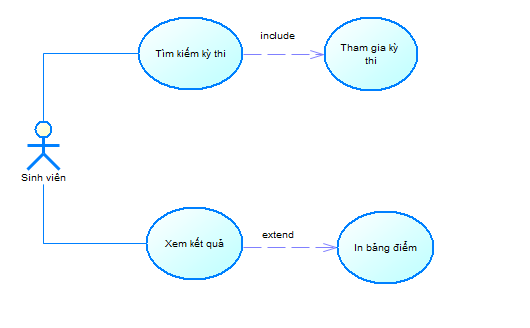 include
Tìm kiếm kỳ thi
Tham gia kỳ
thi
Sinh viên
extend
Xem kết quả
In bảng điểm